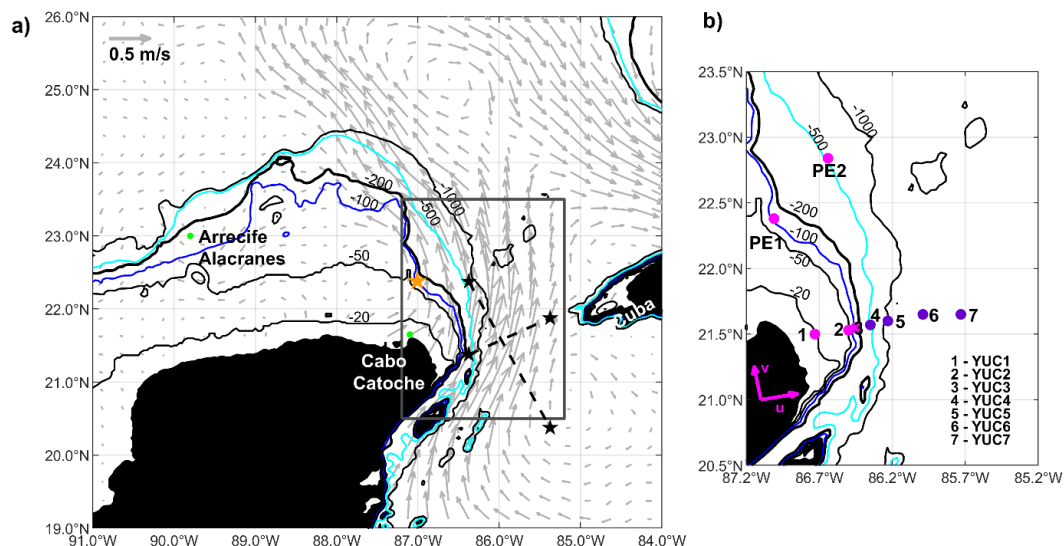 a)
26.0°N
0.5 m/s
25.0°N
24.0°N
-200
-100
-500
-1000
23.0°N
Arrecife
Alacranes
-50
22.0°N
-20
Cuba
Cabo
Catoche
21.0°N
20.0°N
19.0°N
91.0°W
90.0°W
89.0°W
88.0°W
87.0°W
86.0°W
85.0°W
84.0°W
b)
23.5°N
-1000
-500
23.0°N
PE2
22.5°N
-200
PE1
-100
-50
22.0°N
-20
21.5°N
1
2
3
4
5
6
7
1 - YUC1
2 - YUC2
3 - YUC3
4 - YUC4
5 - YUC5
6 - YUC6
7 - YUC7
v
u
21.0°N
20.5°N
87.2°W
86.7°W
86.2°W
85.7°W
85.2°W